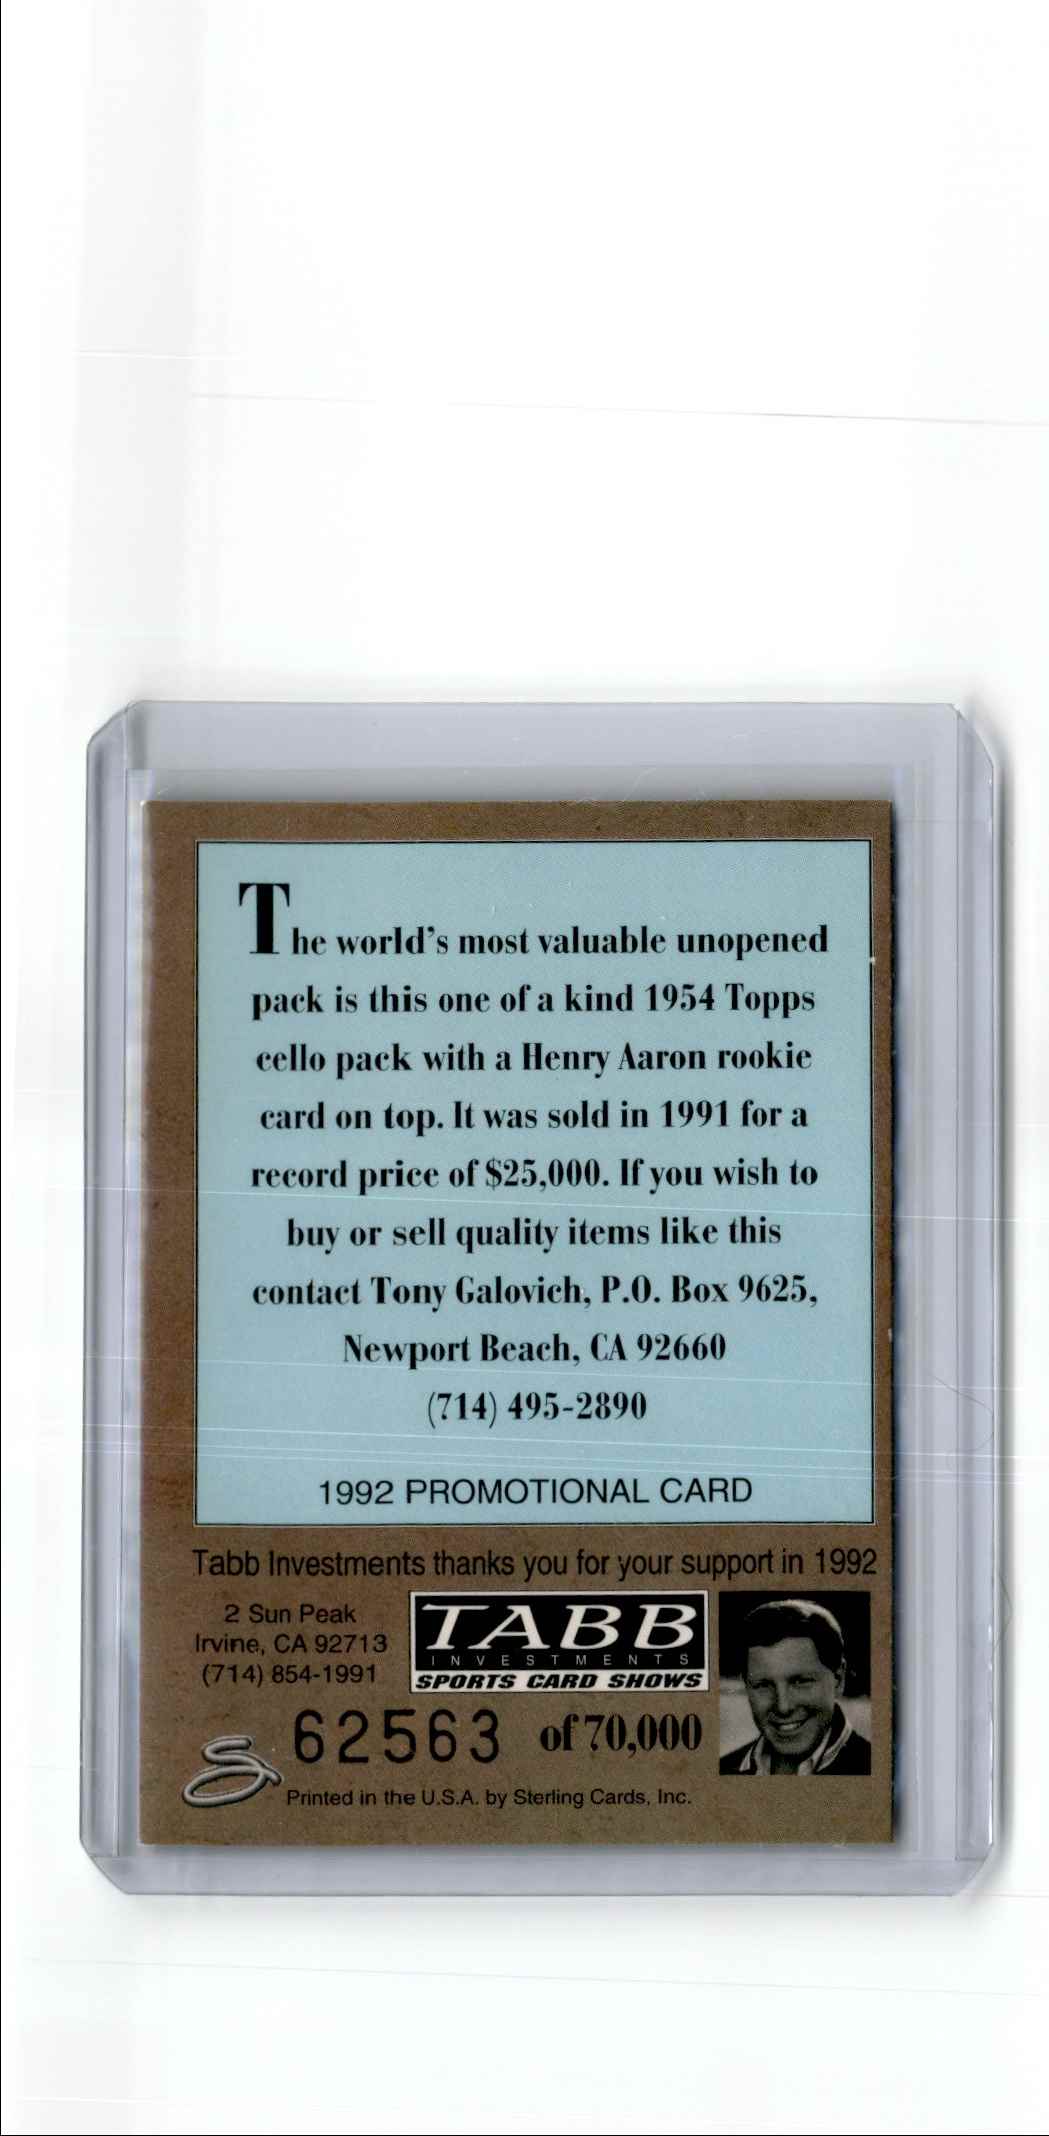 The world's most valuable unopened
pack is this one of a kind 1954 Topps
cello pack with a Henry Aaron rookie
card on top. It was sold in 1991 for a
record price of $25,000. If you wish to
buy or sell quality items like this
contact Tony Galovich, P.O. Box 9625,
Newport Beach, CA 92660
(714) 495-2890
1992 PROMOTIONAL CARD
Tabb Investments thanks you for your support in 1992
2 Sun Peak
Irvine, CA 92713
(714) 854-1991
TABB
INVESTMENTS
SPORTS CARD SHOWS
62563 of 70,000
S
Printed in the U.S.A. by Sterling Cards, Inc.